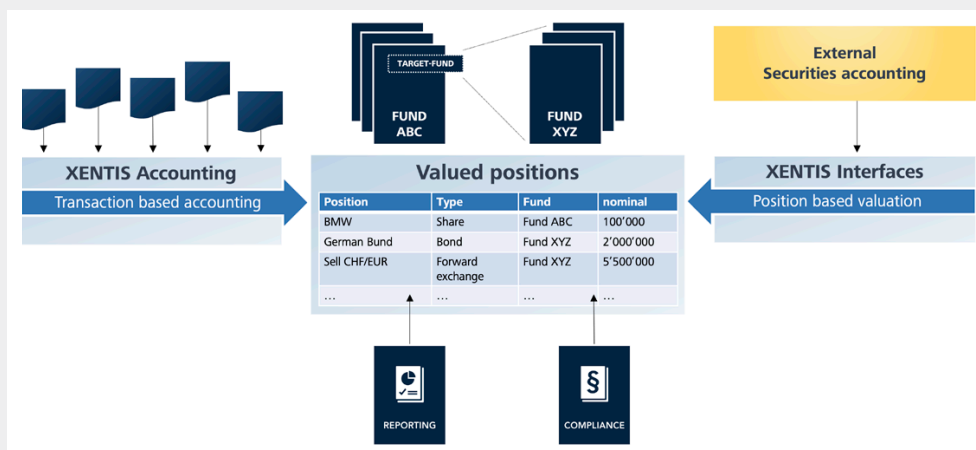 TARGET-FUND
FUND
ABC
FUND
XYZ
External
Securities accounting
XENTIS Accounting
Transaction based accounting
Valued positions
Position Type Fund nominal
BMW Share Fund ABC 100’000
German Bund Bond Fund XYZ 2’000’000
Sell CHF/EUR Forward exchange Fund XYZ 5’500’000
… … … …
XENTIS Interfaces
Position based valuation
§
REPORTING
COMPLIANCE